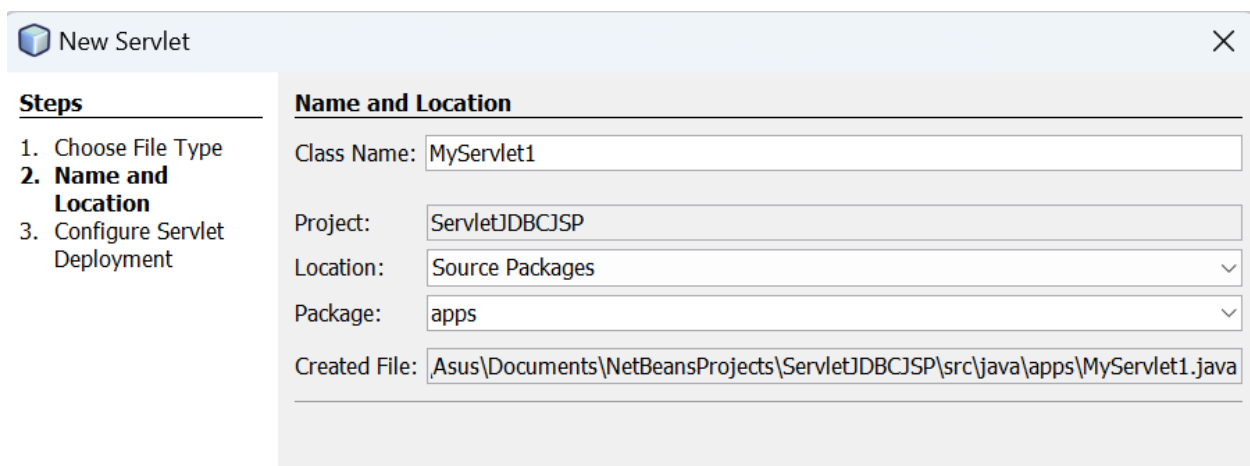 New Servlet
Steps
1. Choose File Type
2. Name and
Location
3. Configure Servlet
Deployment
Name and Location
Class Name: MyServlet1
Project: ServletJDBCJSP
Location: Source Packages
Package: apps
Created File: Asus\Documents\NetBeansProjects\ServletJDBCJSP\src\java\apps\MyServlet1.java